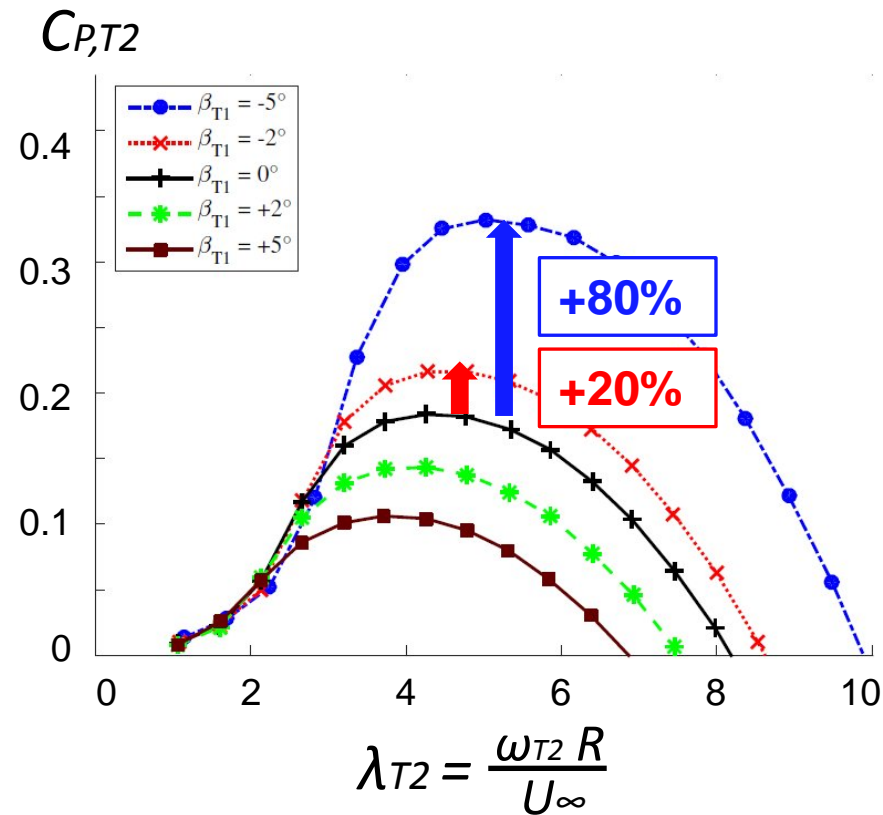 CP,T2
βT1 = -5°
βT1 = -2°
βT1 = 0°
βT1 = +2°
βT1 = +5°
0.4
0.3
0.2
0.1
0
+80%
+20%
0 2 4 6 8 10
λT2 = ωT2 R
U∞